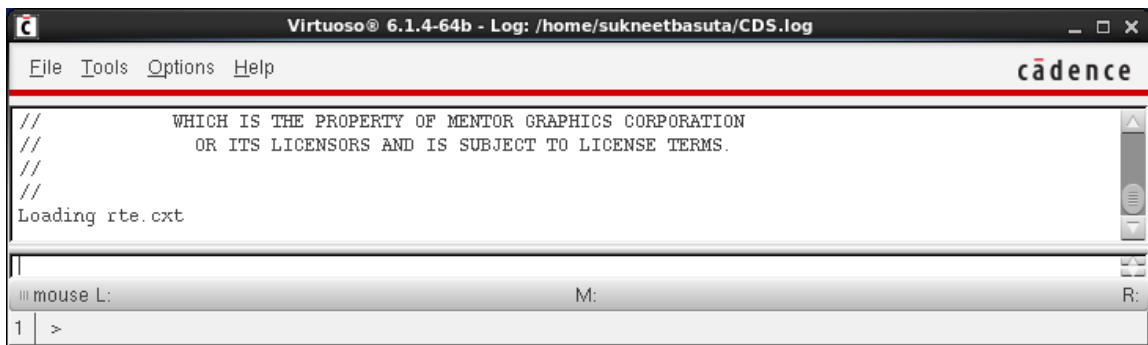 Virtuoso® 6.1.4-64b - Log: /home/sukneetbasuta/CDS.log
File Tools Options Help cādence
// WHICH IS THE PROPERTY OF MENTOR GRAPHICS CORPORATION
// OR ITS LICENSORS AND IS SUBJECT TO LICENSE TERMS.
//
//
Loading rte.cxt
mouse L: M: R:
1 >